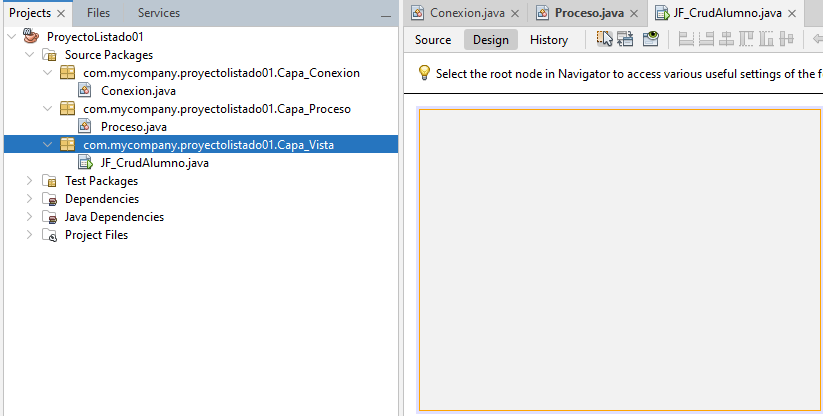 Projects × Files Services
ProyectoListado01
Source Packages
com.mycompany.proyectolistado01.Capa_Conexion
Conexion.java
com.mycompany.proyectolistado01.Capa_Proceso
Proceso.java
com.mycompany.proyectolistado01.Capa_Vista
JF_CrudAlumno.java
Test Packages
Dependencies
Java Dependencies
Project Files
Conexion.java × Proceso.java × JF_CrudAlumno.java ×
Source Design History
Select the root node in Navigator to access various useful settings of the f